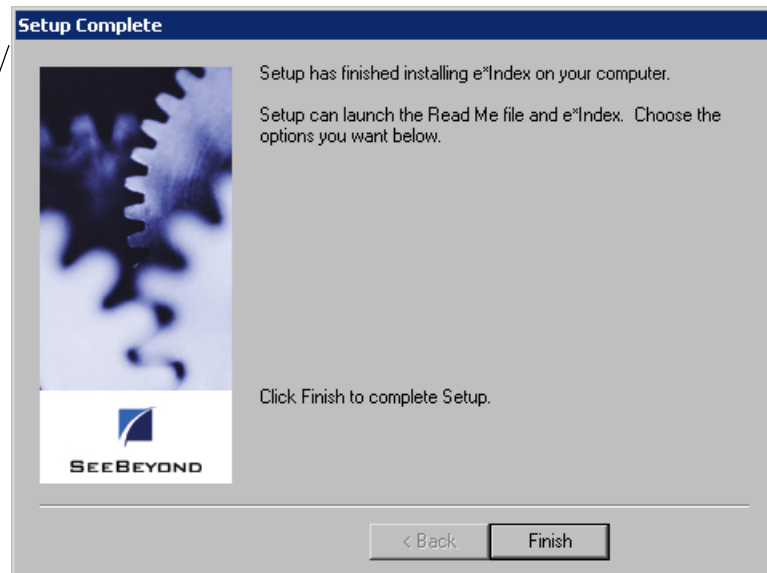 Setup Complete
Setup has finished installing e*Index on your computer.
Setup can launch the Read Me file and e*Index.  Choose the
options you want below.
Click Finish to complete Setup.
SEEBEYOND
< Back
Finish